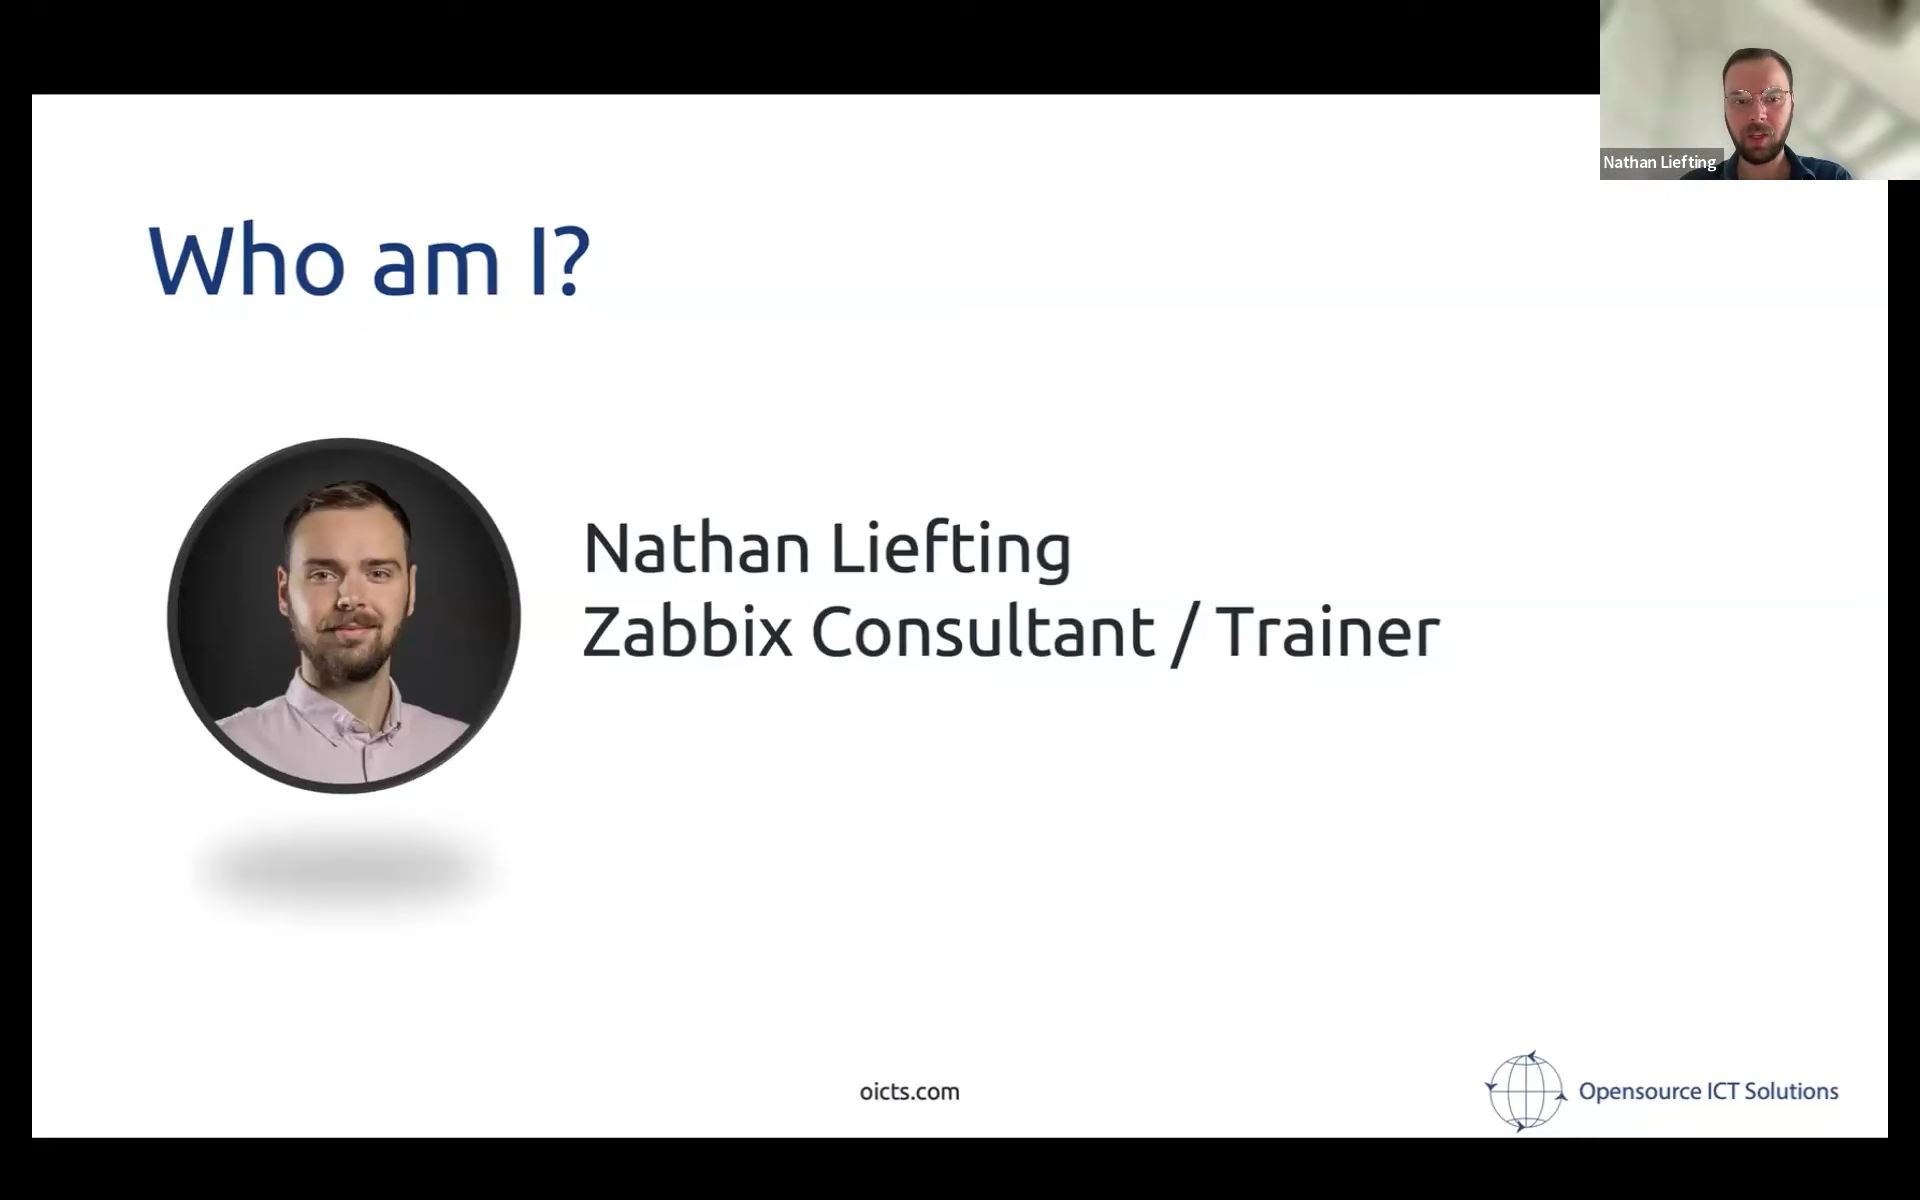 Nathan Liefting
Who am I?
Nathan Liefting
Zabbix Consultant / Trainer
oicts.com
Opensource ICT Solutions